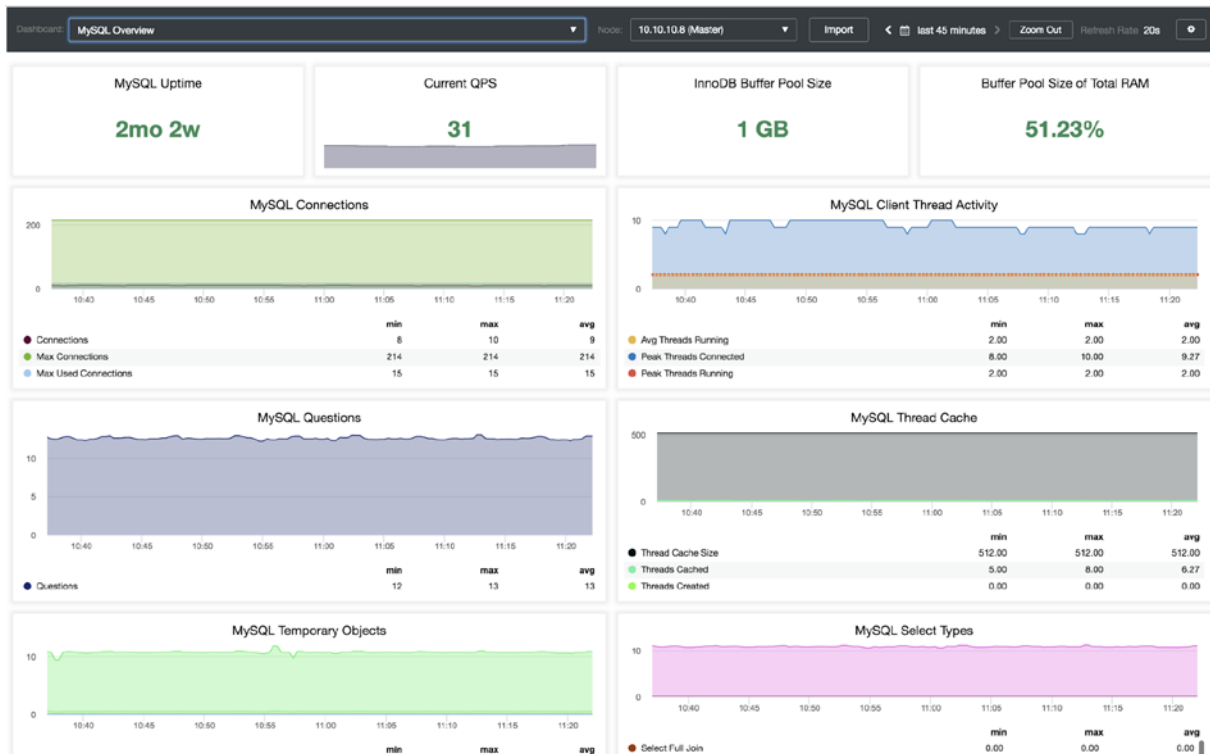 Dashboard: MySQL Overview Node: 10.10.10.8 (Master) Import last 45 minutes Zoom Out Refresh Rate 20s
MySQL Uptime
2mo 2w
Current QPS
31
InnoDB Buffer Pool Size
1 GB
Buffer Pool Size of Total RAM
51.23%
MySQL Connections
200
0
10:40 10:45 10:50 10:55 11:00 11:05 11:10 11:15 11:20
min max avg
Connections 8 10 9
Max Connections 214 214 214
Max Used Connections 15 15 15
MySQL Client Thread Activity
10
0
10:40 10:45 10:50 10:55 11:00 11:05 11:10 11:15 11:20
min max avg
Avg Threads Running 2.00 2.00 2.00
Peak Threads Connected 8.00 10.00 9.27
Peak Threads Running 2.00 2.00 2.00
MySQL Questions
10
5
0
10:40 10:45 10:50 10:55 11:00 11:05 11:10 11:15 11:20
min max avg
Questions 12 13 13
MySQL Thread Cache
500
0
10:40 10:45 10:50 10:55 11:00 11:05 11:10 11:15 11:20
min max avg
Thread Cache Size 512.00 512.00 512.00
Threads Cached 5.00 8.00 6.27
Threads Created 0.00 0.00 0.00
MySQL Temporary Objects
10
0
10:40 10:45 10:50 10:55 11:00 11:05 11:10 11:15 11:20
min max avg
MySQL Select Types
10
0
10:40 10:45 10:50 10:55 11:00 11:05 11:10 11:15 11:20
min max avg
Select Full Join 0.00 0.00 0.00